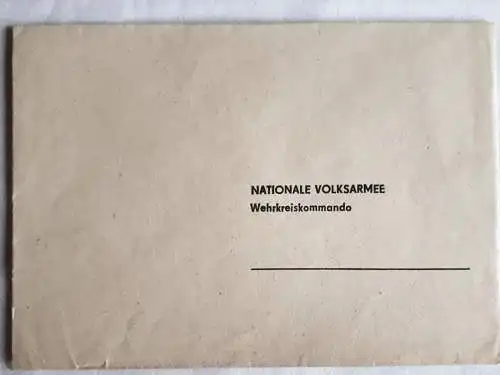 NATIONALE VOLKSARMEE
Wehrkreiskommando